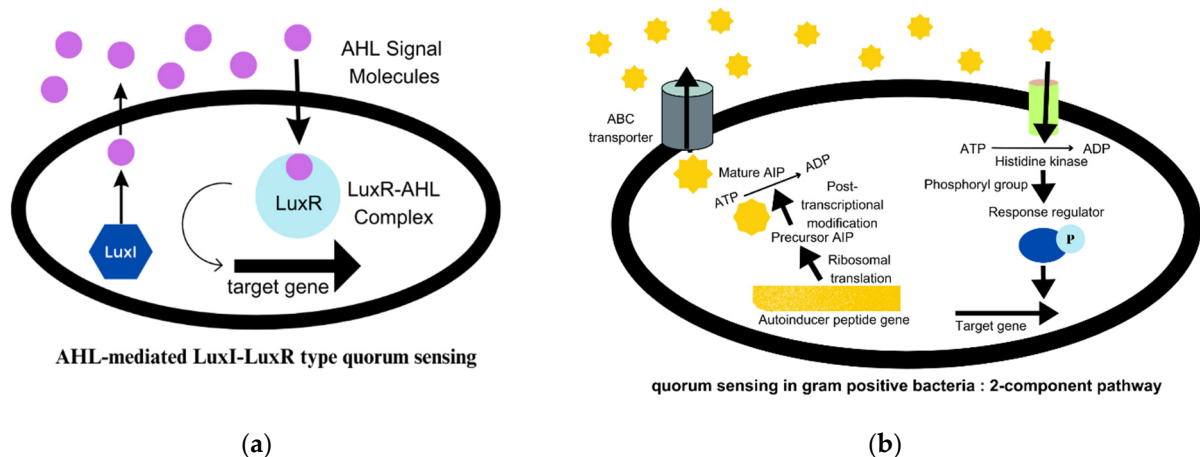 AHL Signal
Molecules
LuxR
LuxR-AHL
Complex
LuxI
target gene
AHL-mediated LuxI-LuxR type quorum sensing
(a)
ABC
transporter
Mature AIP
ATP
ADP
Post-
transcriptional
modification
Precursor AIP
Ribosomal
translation
Autoinducer peptide gene
ATP
ADP
Histidine kinase
Phosphoryl group
Response regulator
P
Target gene
quorum sensing in gram positive bacteria : 2-component pathway
(b)